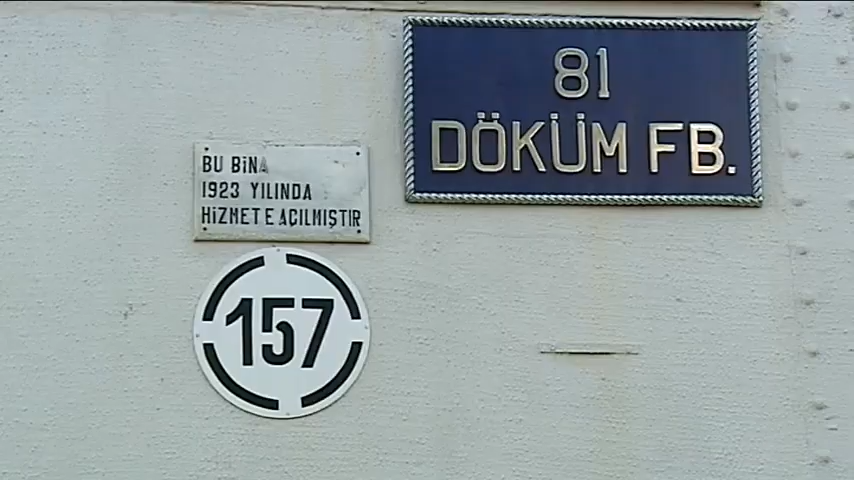 81
DÖKÜM FB.
BU BİNA
1923 YILINDA
HİZMETE AÇILMIŞTIR
157